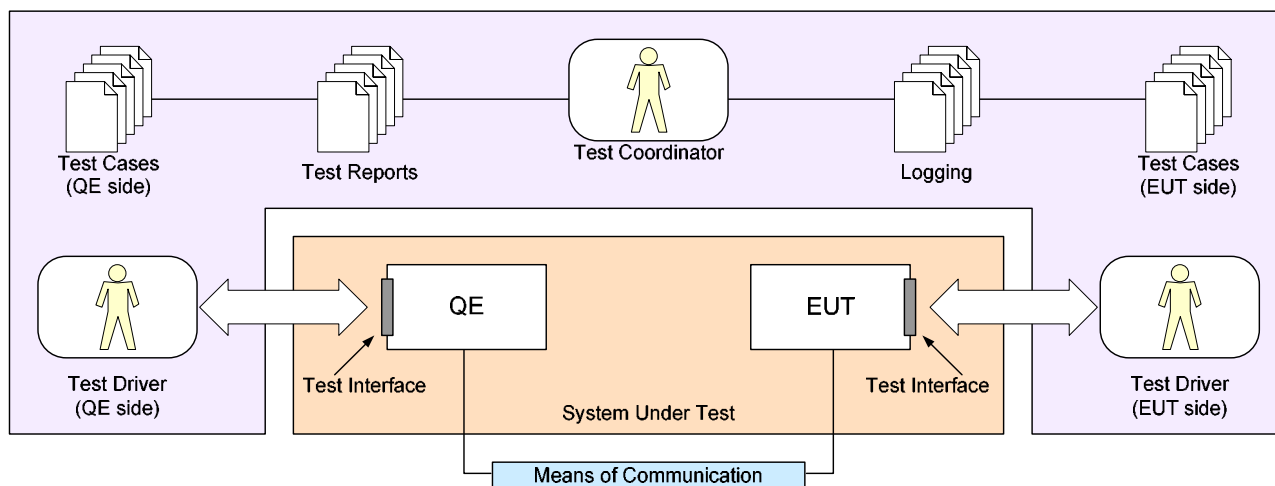 Test Cases
(QE side)
Test Reports
Test Coordinator
Logging
Test Cases
(EUT side)
QE
EUT
Test Interface
Test Interface
Test Driver
(QE side)
Test Driver
(EUT side)
System Under Test
Means of Communication